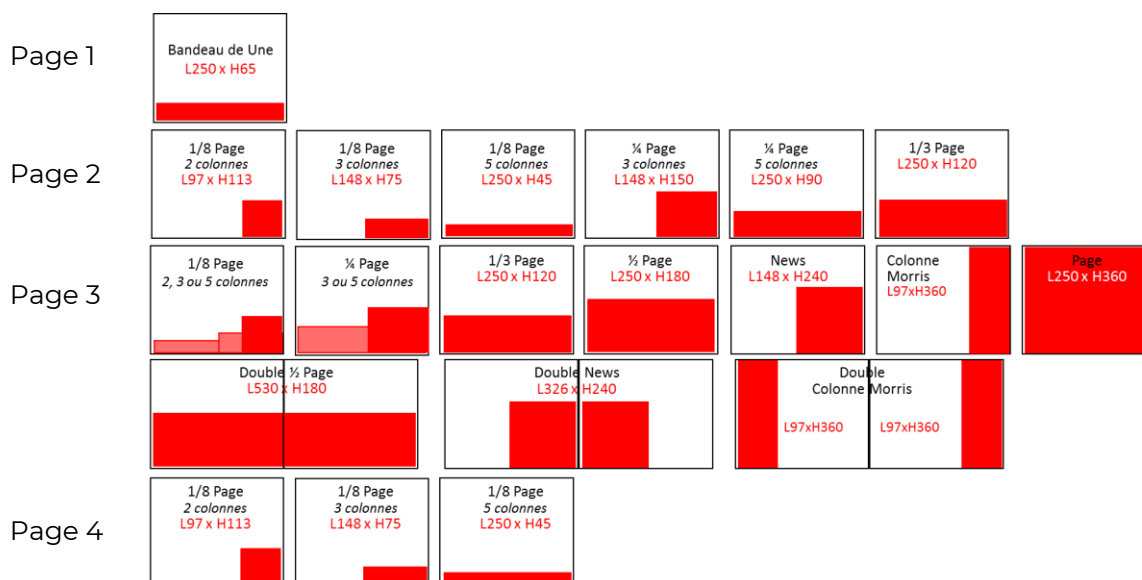 Page 1
Bandeau de Une
L250 x H65
Page 2
1/8 Page
2 colonnes
L97 x H113
1/8 Page
3 colonnes
L148 x H75
1/8 Page
5 colonnes
L250 x H45
¼ Page
3 colonnes
L148 x H150
¼ Page
5 colonnes
L250 x H90
1/3 Page
L250 x H120
Page 3
1/8 Page
2, 3 ou 5 colonnes
¼ Page
3 ou 5 colonnes
1/3 Page
L250 x H120
½ Page
L250 x H180
News
L148 x H240
Colonne
Morris
L97xH360
Page
L250 x H360
Double ½ Page
L530 x H180
Double News
L326 x H240
Double
Colonne Morris
L97xH360
L97xH360
Page 4
1/8 Page
2 colonnes
L97 x H113
1/8 Page
3 colonnes
L148 x H75
1/8 Page
5 colonnes
L250 x H45